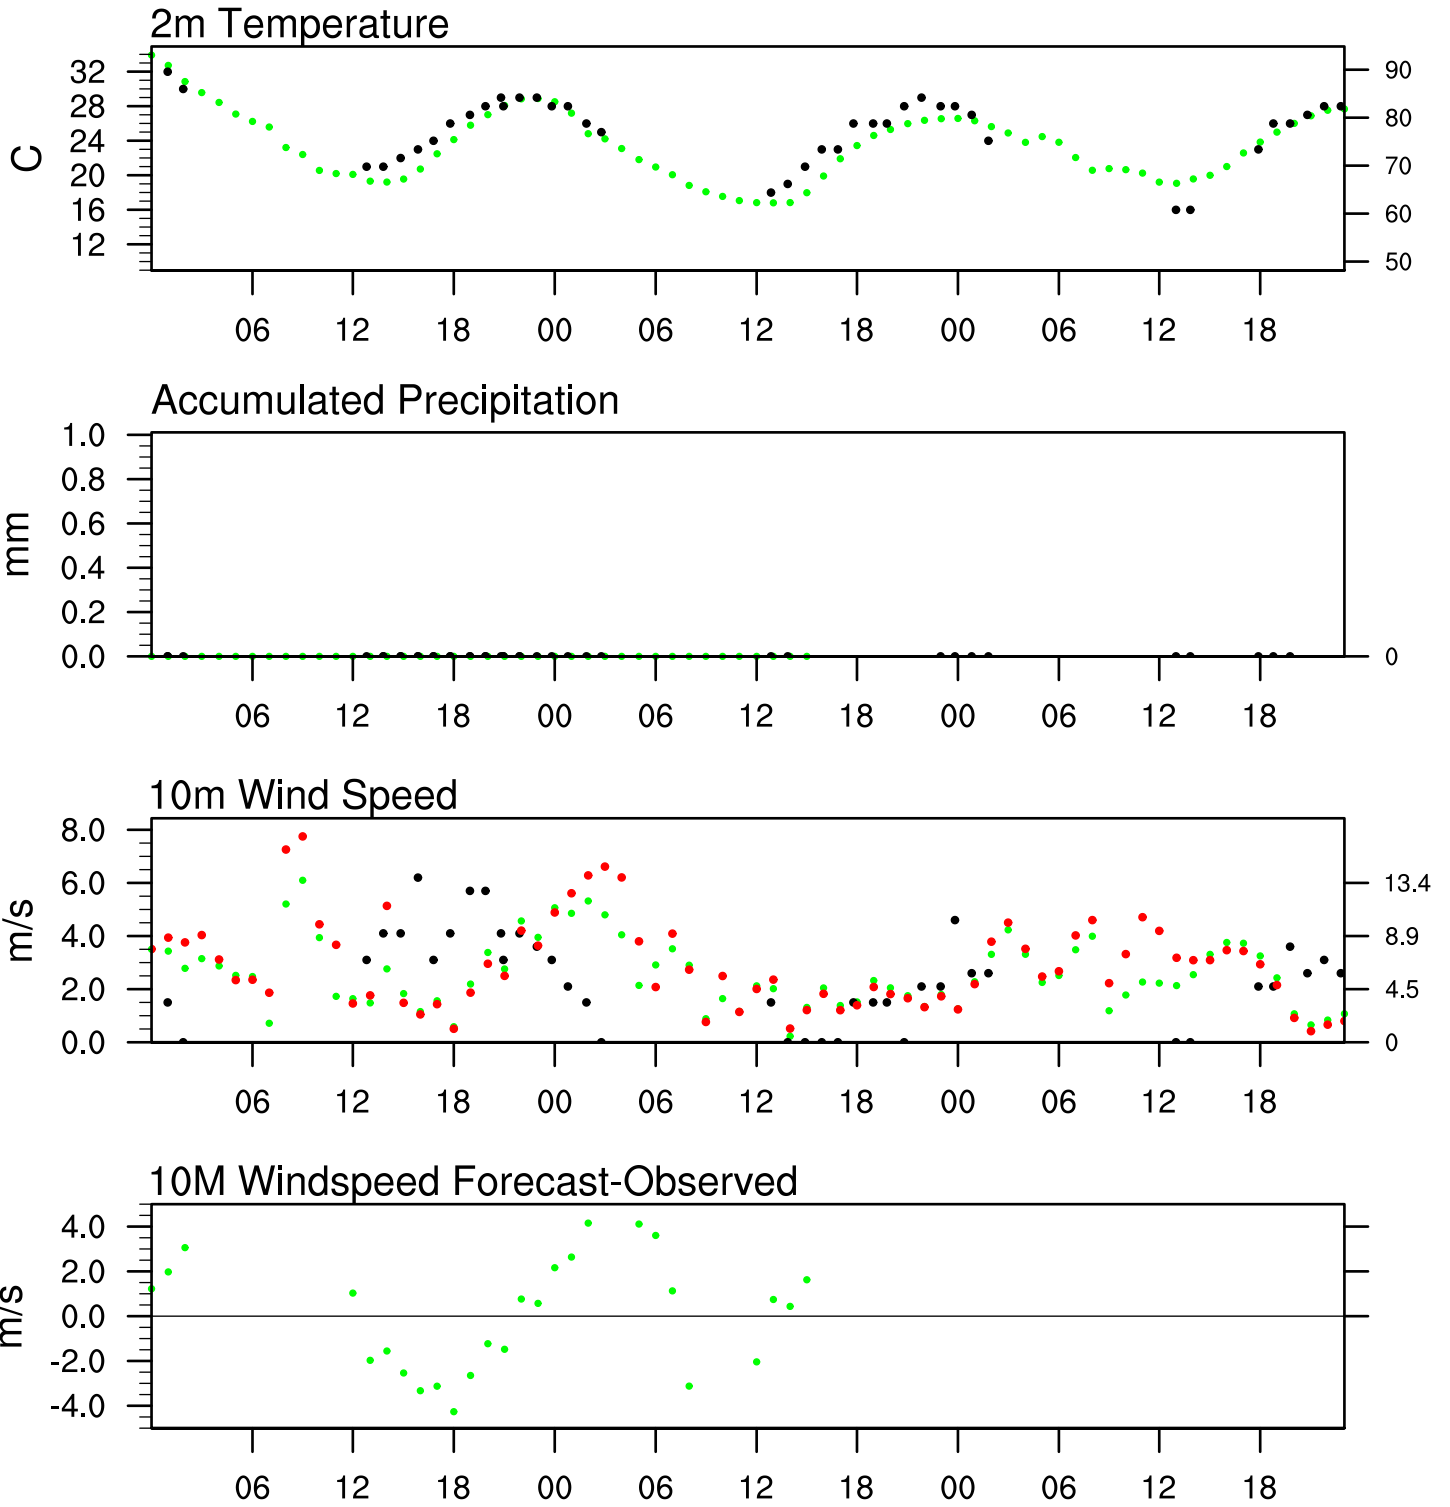 2m Temperature
32 90
28 80
24
C
20 70
16 60
12 50
06 12 18 00 06 12 18 00 06 12 18
Accumulated Precipitation
1.0
0.8
0.6
mm
0.4
0.2
0.0 0
06 12 18 00 06 12 18 00 06 12 18
10m Wind Speed
8.0
6.0 13.4
m/s
4.0 8.9
2.0 4.5
0.0 0
06 12 18 00 06 12 18 00 06 12 18
10M Windspeed Forecast-Observed
4.0
2.0
m/s
0.0
-2.0
-4.0
06 12 18 00 06 12 18 00 06 12 18